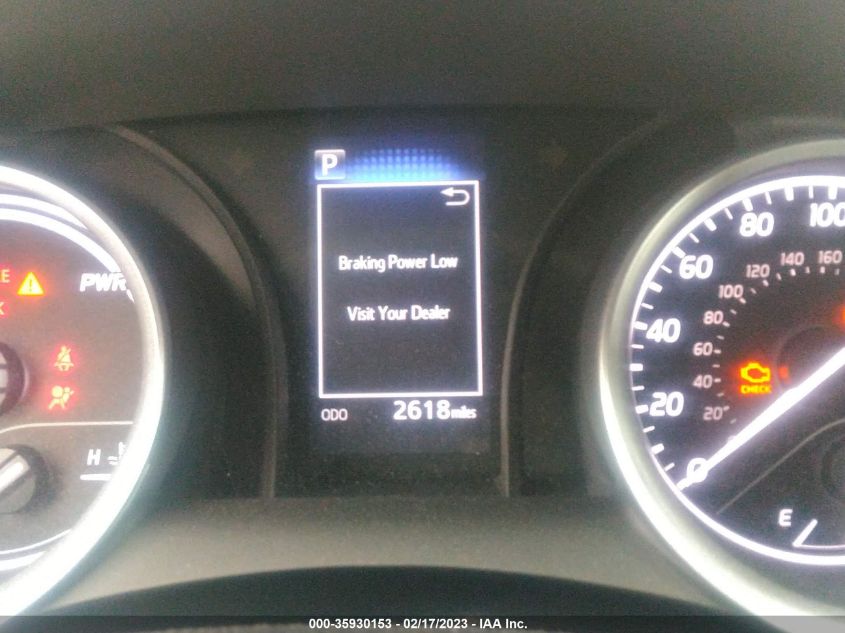 P
Braking Power Low
Visit Your Dealer
ODO 2618 miles
PWR
H
100
80
60
40
20
0
160
140
120
100
80
60
40
20
CHECK
E
000-35930153 - 02/17/2023 - IAA Inc.